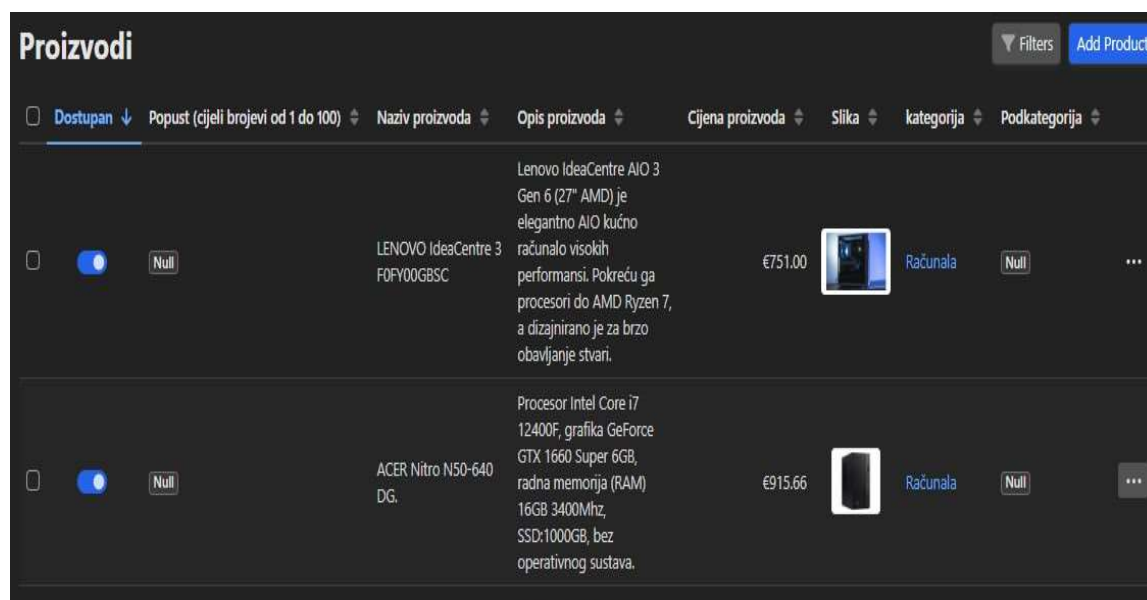 Proizvodi
Filters
Add Product
Dostupan ↓ Popust (cijeli brojevi od 1 do 100) Naziv proizvoda Opis proizvoda Cijena proizvoda Slika kategorija Podkategorija
Null
LENOVO IdeaCentre 3
F0FY00GBSC
Lenovo IdeaCentre AIO 3
Gen 6 (27" AMD) je
elegantno AIO kućno
računalo visokih
performansi. Pokreću ga
procesori do AMD Ryzen 7,
a dizajnirano je za brzo
obavljanje stvari.
€751.00
Računala
Null
...
Null
ACER Nitro N50-640
DG.
Procesor Intel Core i7
12400F, grafika GeForce
GTX 1660 Super 6GB,
radna memorija (RAM)
16GB 3400Mhz,
SSD:1000GB, bez
operativnog sustava.
€915.66
Računala
Null
...